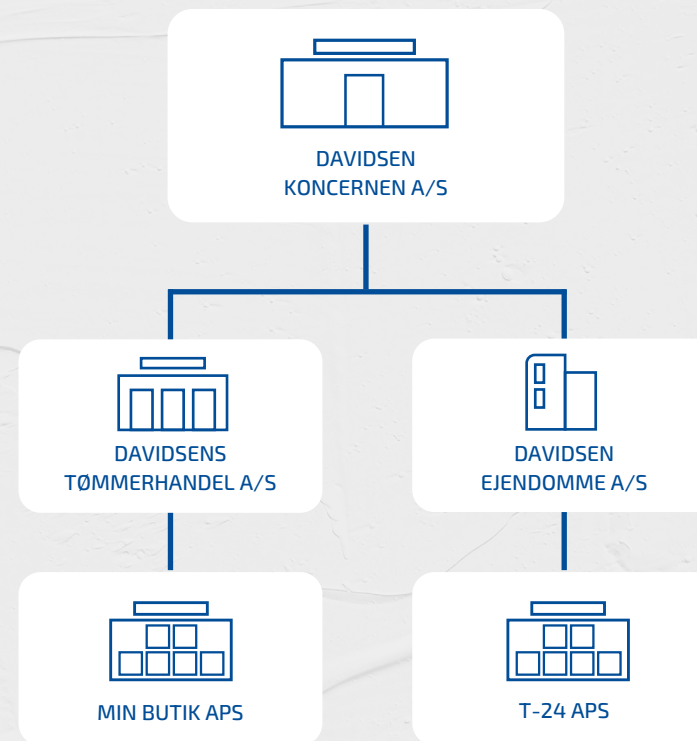 DAVIDSEN
KONCERNEN A/S
DAVIDSENS
TØMMERHANDEL A/S
DAVIDSEN
EJENDOMME A/S
MIN BUTIK APS
T-24 APS